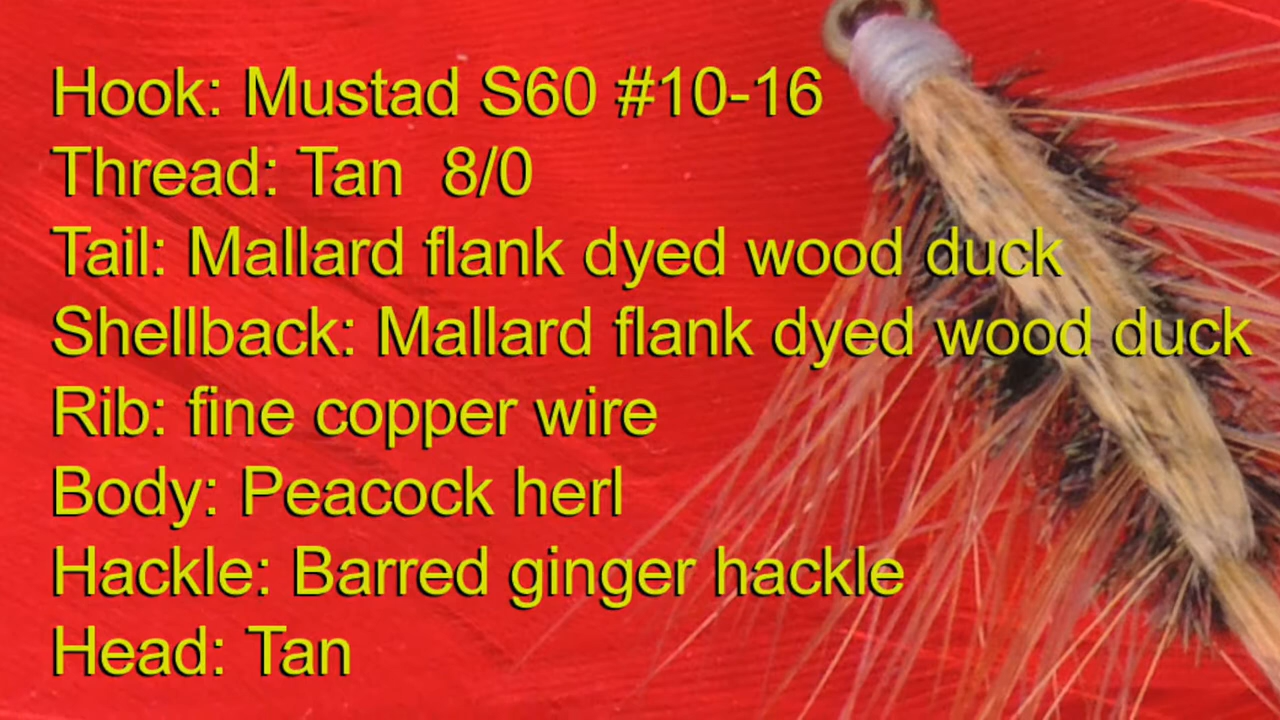 Hook: Mustad S60 #10-16
Thread: Tan 8/0
Tail: Mallard flank dyed wood duck
Shellback: Mallard flank dyed wood duck
Rib: fine copper wire
Body: Peacock herl
Hackle: Barred ginger hackle
Head: Tan